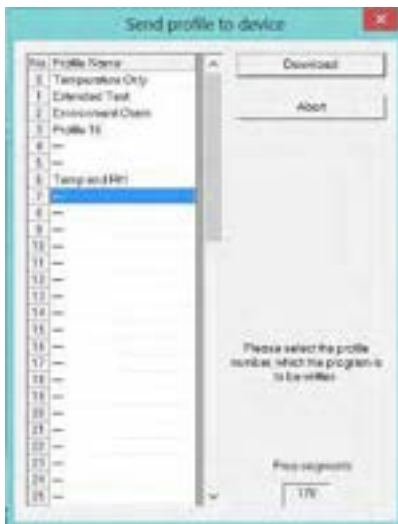 Send profile to device
No. Profile Name
0 Temperature Only
1 Extended Test
2 Environment Cham
3 Profile 10
4 —
5 —
6 Temp and RH
7 —
8 —
9 —
10 —
11 —
12 —
13 —
14 —
15 —
16 —
17 —
18 —
19 —
20 —
21 —
22 —
23 —
24 —
25 —
Download
Abort
Please select the profile
number, which the program is
to be written
Free segments